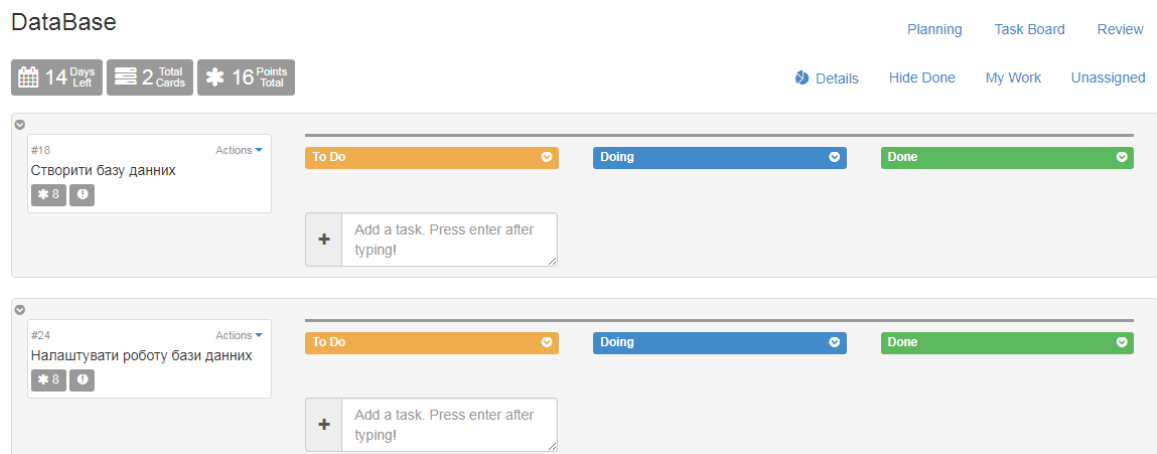 DataBase
Planning Task Board Review
14 Days Left 2 Total Cards 16 Points Total
Details Hide Done My Work Unassigned
#18 Actions
Створити базу данних
8
To Do Doing Done
Add a task. Press enter after
typing!
#24 Actions
Налаштувати роботу бази данних
8
To Do Doing Done
Add a task. Press enter after
typing!